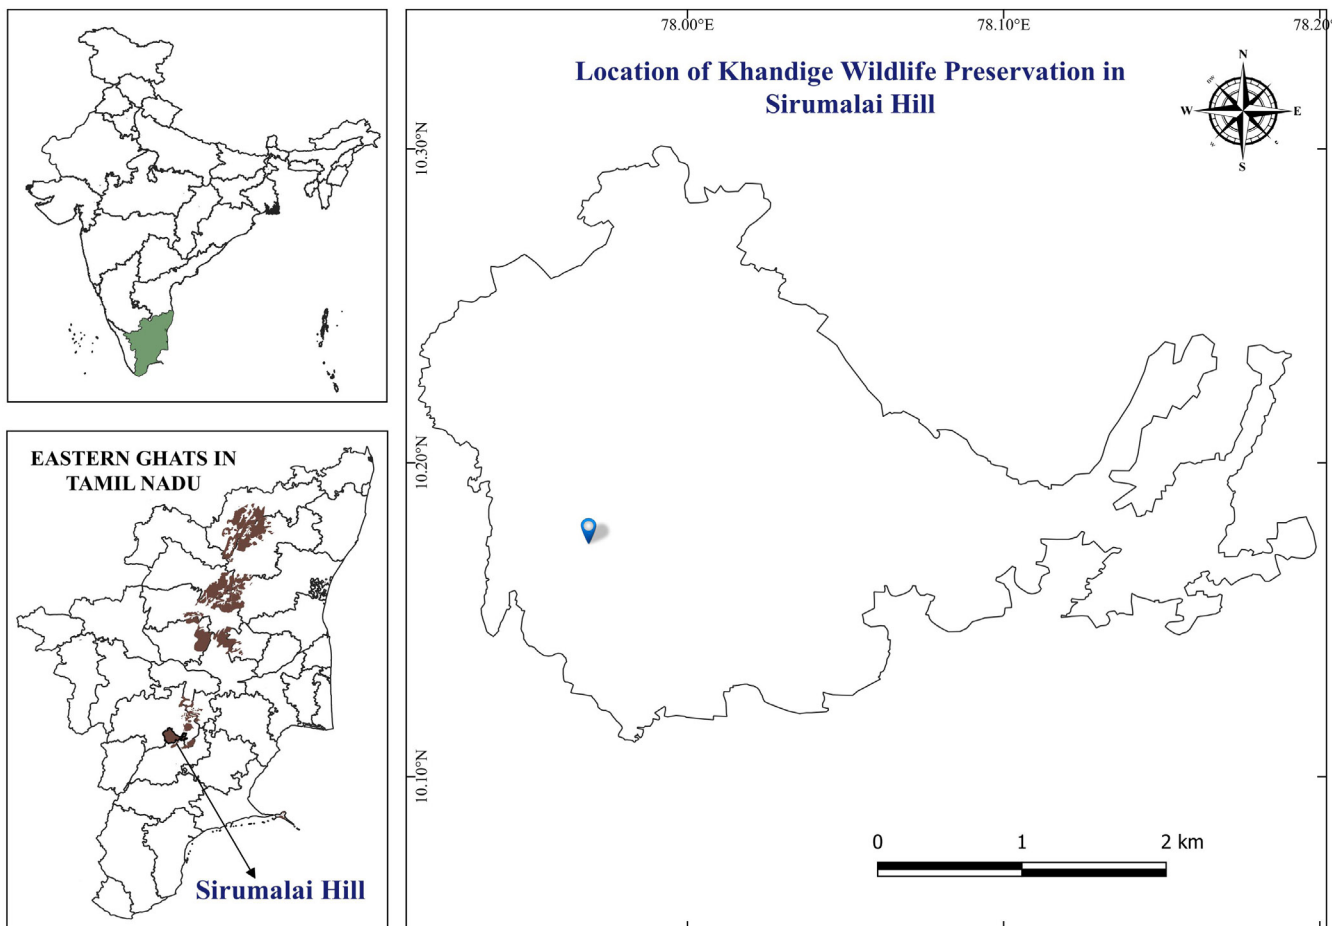 78.00°E
78.10°E
78.20°
Location of Khandige Wildlife Preservation in
Sirumalai Hill
N
W
E
S
10.30°N
10.20°N
10.10°N
EASTERN GHATS IN
TAMIL NADU
Sirumalai Hill
0
1
2 km